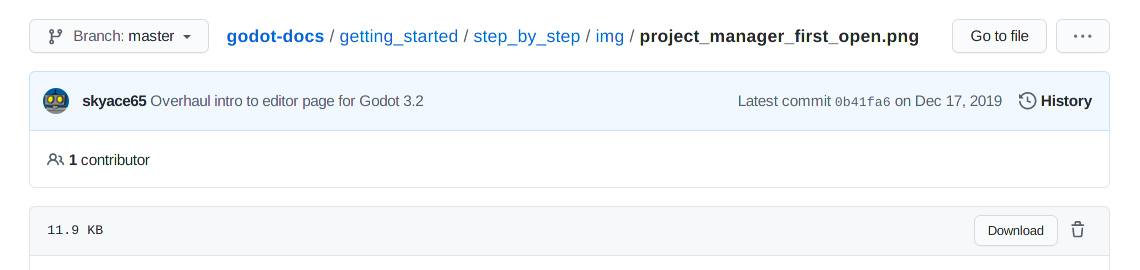 Branch: master godot-docs / getting_started / step_by_step / img / project_manager_first_open.png Go to file ...
skyace65 Overhaul intro to editor page for Godot 3.2 Latest commit 0b41fa6 on Dec 17, 2019 History
1 contributor
11.9 KB Download